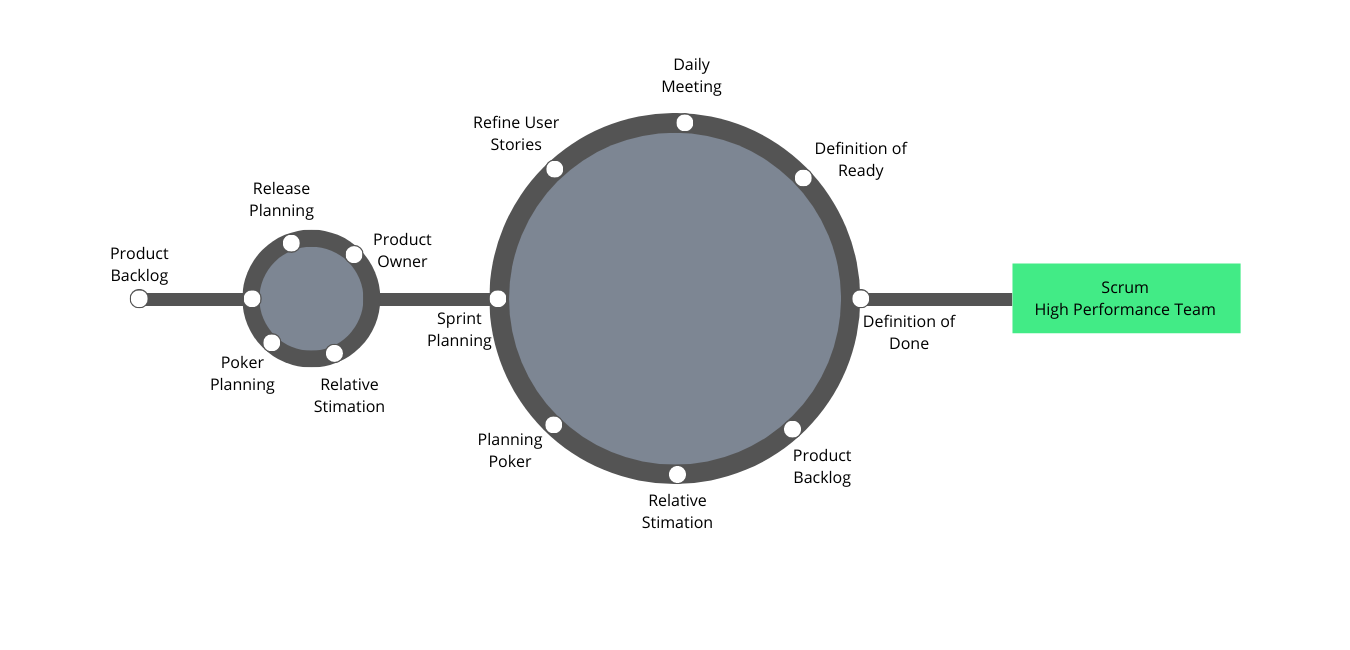 Daily
Meeting
Refine User
Stories
Definition of
Ready
Release
Planning
Product
Owner
Product
Backlog
Scrum
High Performance Team
Sprint
Planning
Definition of
Done
Poker
Planning
Relative
Stimation
Planning
Poker
Product
Backlog
Relative
Stimation